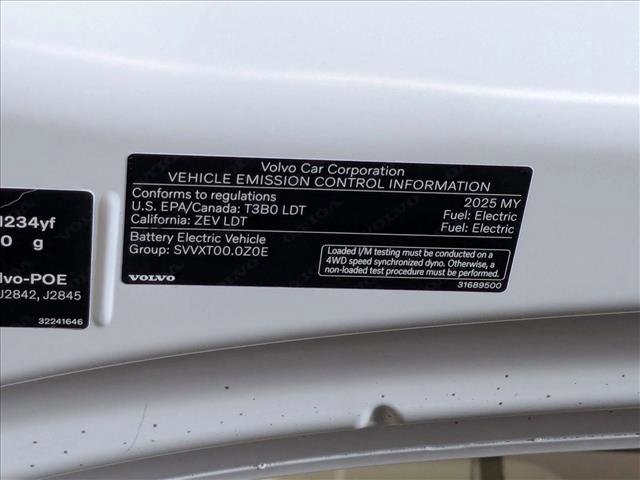 Volvo Car Corporation
VEHICLE EMISSION CONTROL INFORMATION
Conforms to regulations 2025 MY
U.S. EPA/Canada: T3B0 LDT Fuel: Electric
California: ZEV LDT Fuel: Electric
Battery Electric Vehicle
Group: SVVXT00.0Z0E
Loaded I/M testing must be conducted on a
4WD speed synchronized dyno. Otherwise, a
non-loaded test procedure must be performed.
VOLVO 31689500
1234yf
0 g
lvo-POE
J2842, J2845
32241646